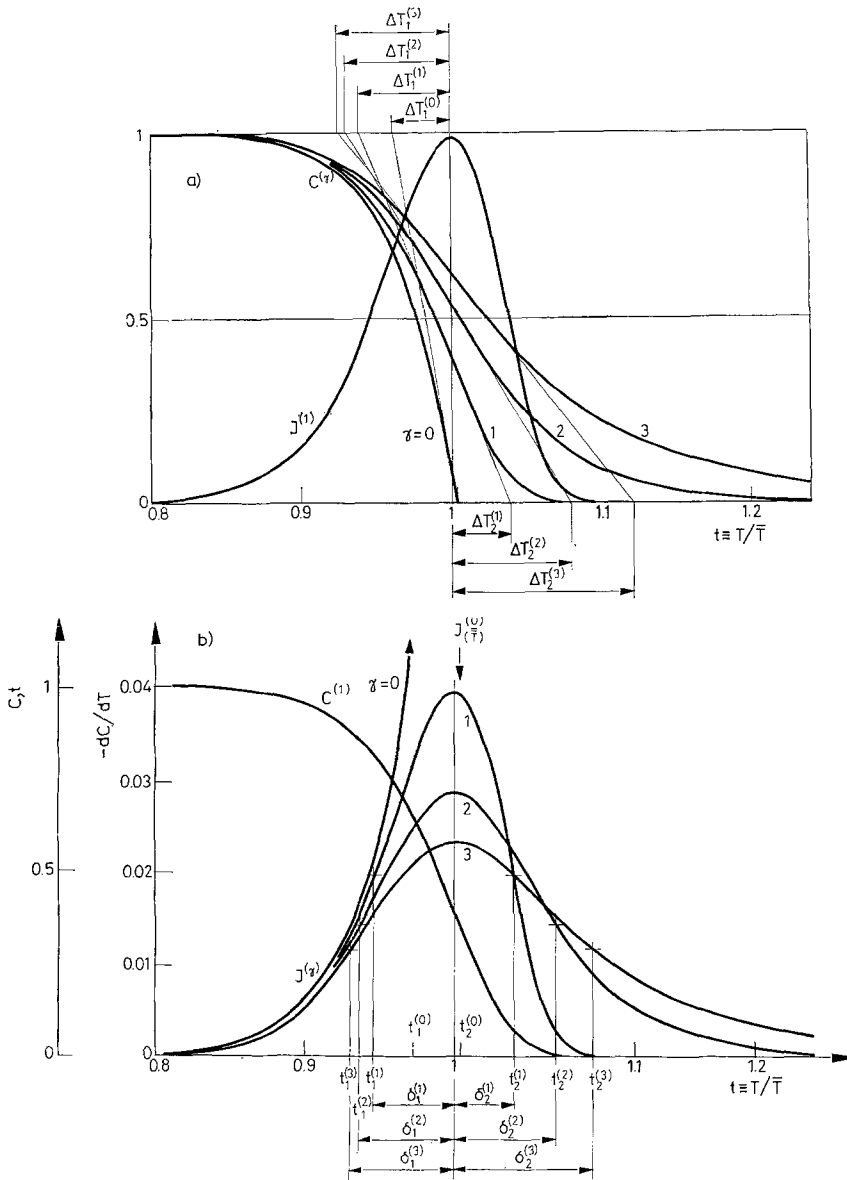 ΔT₁⁽³⁾
ΔT₁⁽²⁾
ΔT₁⁽¹⁾
ΔT₁⁽⁰⁾
1
a)
C⁽ᵞ⁾
0.5
J⁽¹⁾
γ=0
1
2
3
0
0.8
0.9
1
1.1
1.2
t≡T/T̄
ΔT₂⁽¹⁾
ΔT₂⁽²⁾
ΔT₂⁽³⁾
b)
J⁽⁰⁾(T̿)
C,t
-dC/dT
1
0.5
0
0.04
0.03
0.02
0.01
0
C⁽¹⁾
γ=0
1
2
3
J⁽ᵞ⁾
t₁⁽⁰⁾
t₂⁽⁰⁾
0.8
0.9
1
1.1
1.2
t₁⁽³⁾
t₁⁽¹⁾
t₂⁽¹⁾
t₂⁽²⁾
t₂⁽³⁾
t≡T/T̄
t₁⁽²⁾
δ₁⁽¹⁾
δ₂⁽¹⁾
δ₁⁽²⁾
δ₂⁽²⁾
δ₁⁽³⁾
δ₂⁽³⁾